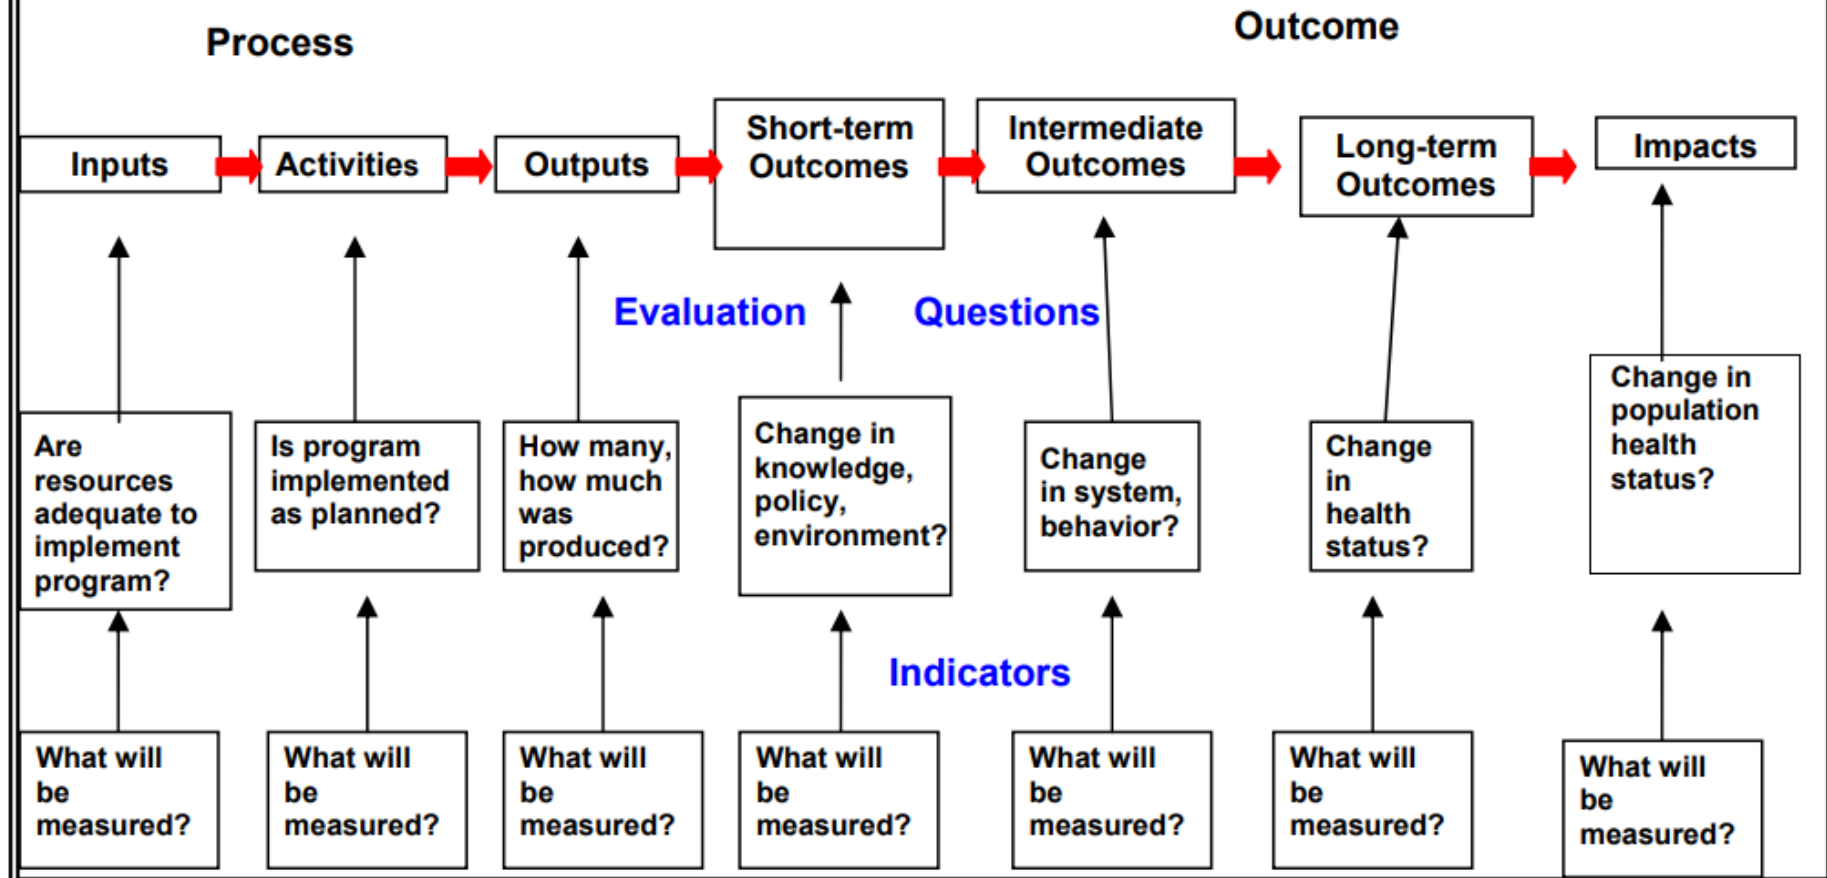 Process
Outcome
Inputs
Activities
Outputs
Short-term
Outcomes
Intermediate
Outcomes
Long-term
Outcomes
Impacts
Evaluation Questions
Are
resources
adequate to
implement
program?
Is program
implemented
as planned?
How many,
how much
was
produced?
Change in
knowledge,
policy,
environment?
Change
in system,
behavior?
Change
in
health
status?
Change in
population
health
status?
Indicators
What will
be
measured?
What will
be
measured?
What will
be
measured?
What will
be
measured?
What will
be
measured?
What will
be
measured?
What will
be
measured?